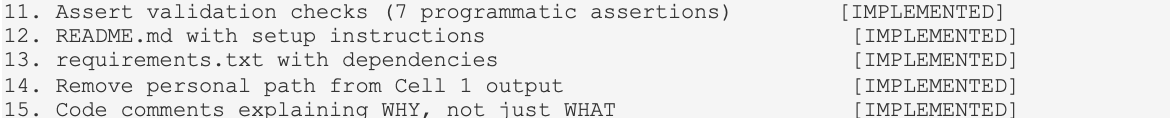 11. Assert validation checks (7 programmatic assertions) [IMPLEMENTED]
12. README.md with setup instructions [IMPLEMENTED]
13. requirements.txt with dependencies [IMPLEMENTED]
14. Remove personal path from Cell 1 output [IMPLEMENTED]
15. Code comments explaining WHY, not just WHAT [IMPLEMENTED]